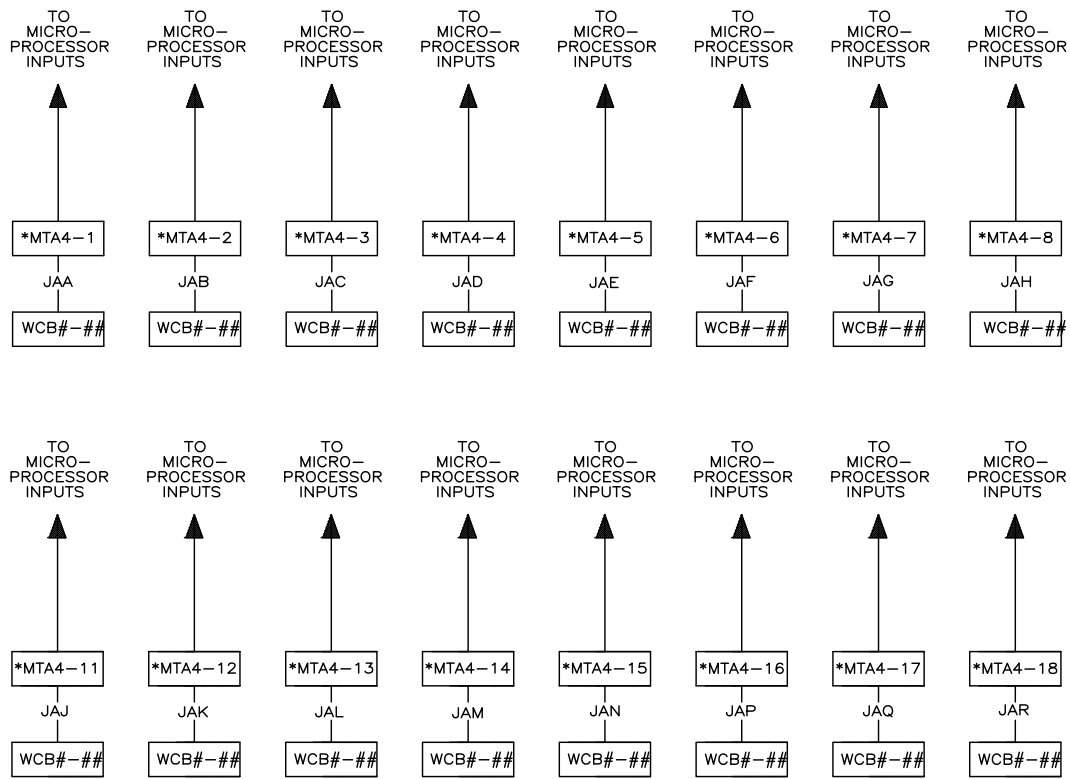 TO TO TO TO TO TO TO TO
MICRO— MICRO— MICRO— MICRO— MICRO— MICRO— MICRO— MICRO—
PROCESSOR PROCESSOR PROCESSOR PROCESSOR PROCESSOR PROCESSOR PROCESSOR PROCESSOR
INPUTS INPUTS INPUTS INPUTS INPUTS INPUTS INPUTS INPUTS
*MTA4—1 *MTA4—2 *MTA4—3 *MTA4—4 *MTA4—5 *MTA4—6 *MTA4—7 *MTA4—8
JAA JAB JAC JAD JAE JAF JAG JAH
WCB#—## WCB#—## WCB#—## WCB#—## WCB#—## WCB#—## WCB#—## WCB#—##
TO TO TO TO TO TO TO TO
MICRO— MICRO— MICRO— MICRO— MICRO— MICRO— MICRO— MICRO—
PROCESSOR PROCESSOR PROCESSOR PROCESSOR PROCESSOR PROCESSOR PROCESSOR PROCESSOR
INPUTS INPUTS INPUTS INPUTS INPUTS INPUTS INPUTS INPUTS
*MTA4—11 *MTA4—12 *MTA4—13 *MTA4—14 *MTA4—15 *MTA4—16 *MTA4—17 *MTA4—18
JAJ JAK JAL JAM JAN JAP JAQ JAR
WCB#—## WCB#—## WCB#—## WCB#—## WCB#—## WCB#—## WCB#—## WCB#—##